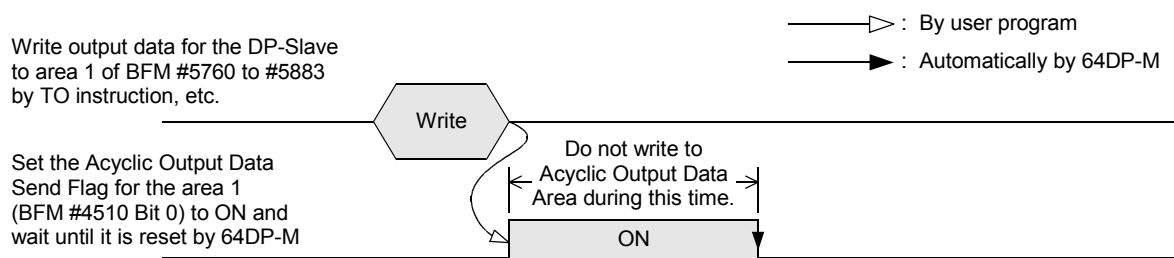 Write output data for the DP-Slave
to area 1 of BFM #5760 to #5883
by TO instruction, etc.
: By user program
: Automatically by 64DP-M
Write
Set the Acyclic Output Data
Send Flag for the area 1
(BFM #4510 Bit 0) to ON and
wait until it is reset by 64DP-M
Do not write to
Acyclic Output Data
Area during this time.
ON